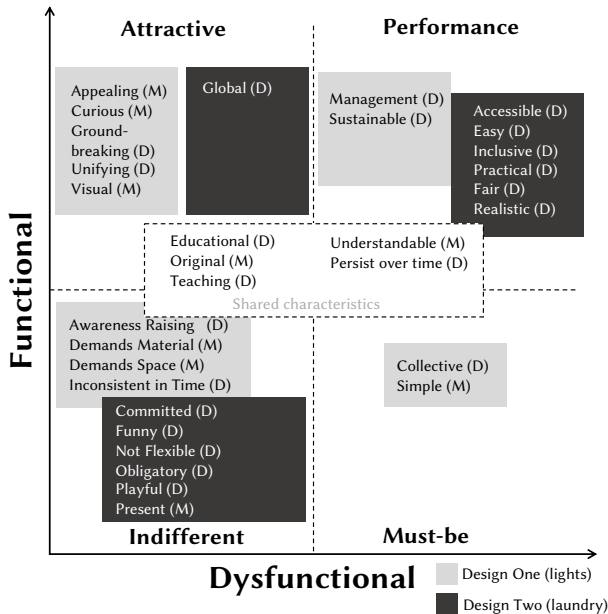 Attractive
Performance
Appealing (M)
Curious (M)
Ground-
breaking (D)
Unifying (D)
Visual (M)
Global (D)
Management (D)
Sustainable (D)
Accessible (D)
Easy (D)
Inclusive (D)
Practical (D)
Fair (D)
Realistic (D)
Educational (D)
Original (M)
Teaching (D)
Understandable (M)
Persist over time (D)
Shared characteristics
Functional
Awareness Raising (D)
Demands Material (M)
Demands Space (M)
Inconsistent in Time (D)
Collective (D)
Simple (M)
Committed (D)
Funny (D)
Not Flexible (D)
Obligatory (D)
Playful (D)
Present (M)
Indifferent
Must-be
Dysfunctional
Design One (lights)
Design Two (laundry)